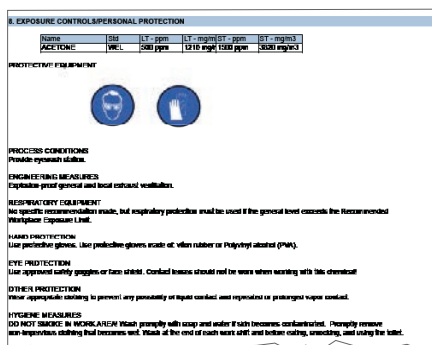 8. EXPOSURE CONTROLS/PERSONAL PROTECTION
Name Std LT - ppm LT - mg/m ST - ppm ST - mg/m3
ACETONE WEL 500 ppm 1210 mg/ 1500 ppm 3620 mg/m3
PROTECTIVE EQUIPMENT
PROCESS CONDITIONS
Provide eyewash station.
ENGINEERING MEASURES
Explosion-proof general and local exhaust ventilation.
RESPIRATORY EQUIPMENT
No specific recommendation made, but respiratory protection must be used if the general level exceeds the Recommended
Workplace Exposure Limit.
HAND PROTECTION
Use protective gloves. Use protective gloves made of: viton rubber or Polyvinyl alcohol (PVA).
EYE PROTECTION
Use approved safety goggles or face shield. Contact lenses should not be worn when working with this chemical!
OTHER PROTECTION
Wear appropriate clothing to prevent any possibility of liquid contact and repeated or prolonged vapor contact.
HYGIENE MEASURES
DO NOT SMOKE IN WORK AREA! Wash promptly with soap and water if skin becomes contaminated. Promptly remove
non-impervious clothing that becomes wet. Wash at the end of each work shift and before eating, smoking, and using the toilet.